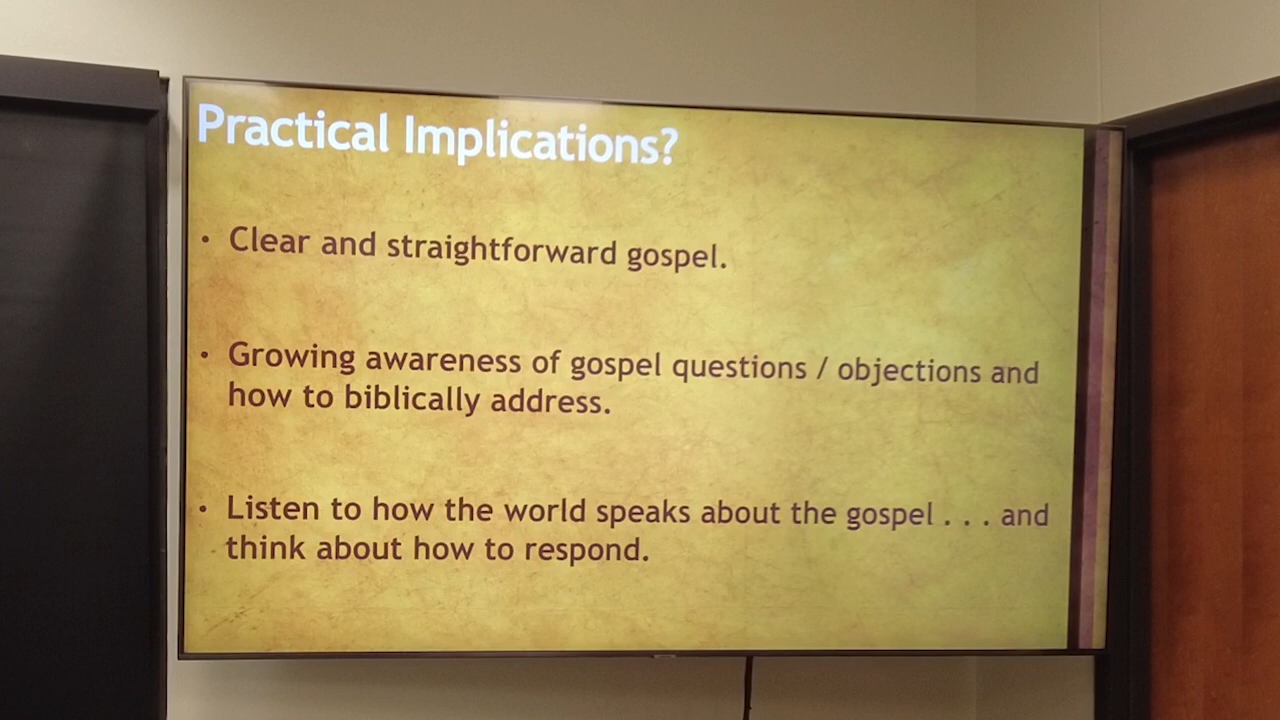 Practical Implications?
• Clear and straightforward gospel.
• Growing awareness of gospel questions / objections and
how to biblically address.
• Listen to how the world speaks about the gospel . . . and
think about how to respond.